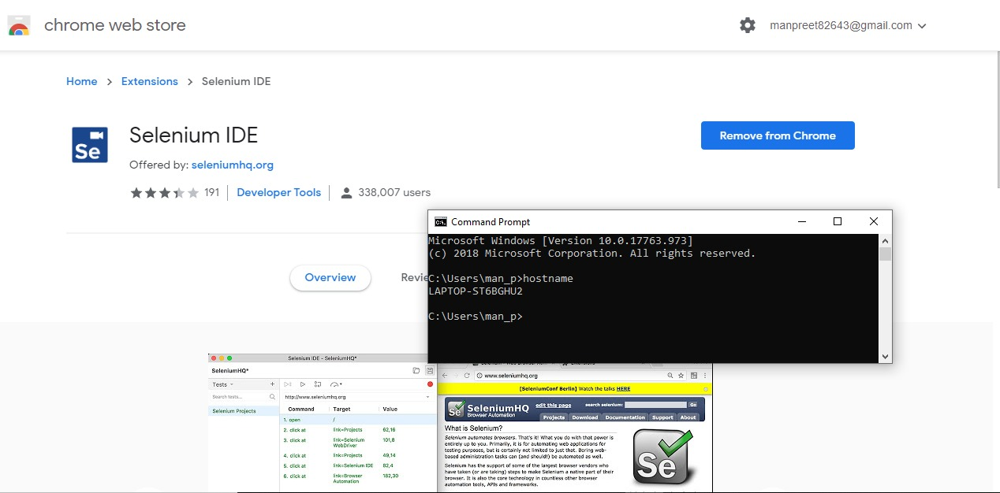 chrome web store
manpreet82643@gmail.com
Home > Extensions > Selenium IDE
Se
Selenium IDE
Remove from Chrome
Offered by: seleniumhq.org
191
Developer Tools
338,007 users
Command Prompt
Microsoft Windows [Version 10.0.17763.973]
(c) 2018 Microsoft Corporation. All rights reserved.
C:\Users\man_p>hostname
LAPTOP-ST6BGHU2
C:\Users\man_p>
Overview
Revie
Selenium IDE - SeleniumHQ*
SeleniumHQ*
Tests
Search tests...
Selenium Projects
http://www.seleniumhq.org
Command Target Value
1. open /
2. click at link=Projects 62,16
3. click at link=Selenium WebDriver 101,8
4. click at link=Projects 49,14
5. click at link=Selenium IDE 82,4
6. click at link=Browser Automation 182,30
www.seleniumhq.org
[SeleniumConf Berlin] Watch the talks HERE
Se
SeleniumHQ
Browser Automation
edit this page
search selenium:
Go
Projects Download Documentation Support About
What is Selenium?
Selenium automates browsers. That's it! What you do with that power is
entirely up to you. Primarily, it is for automating web applications for
testing purposes, but is certainly not limited to just that. Boring web-
based administration tasks can (and should!) be automated as well.
Selenium has the support of some of the largest browser vendors who
have taken (or are taking) steps to make Selenium a native part of their
browser. It is also the core technology in countless other browser
automation tools, APIs and frameworks.
Se